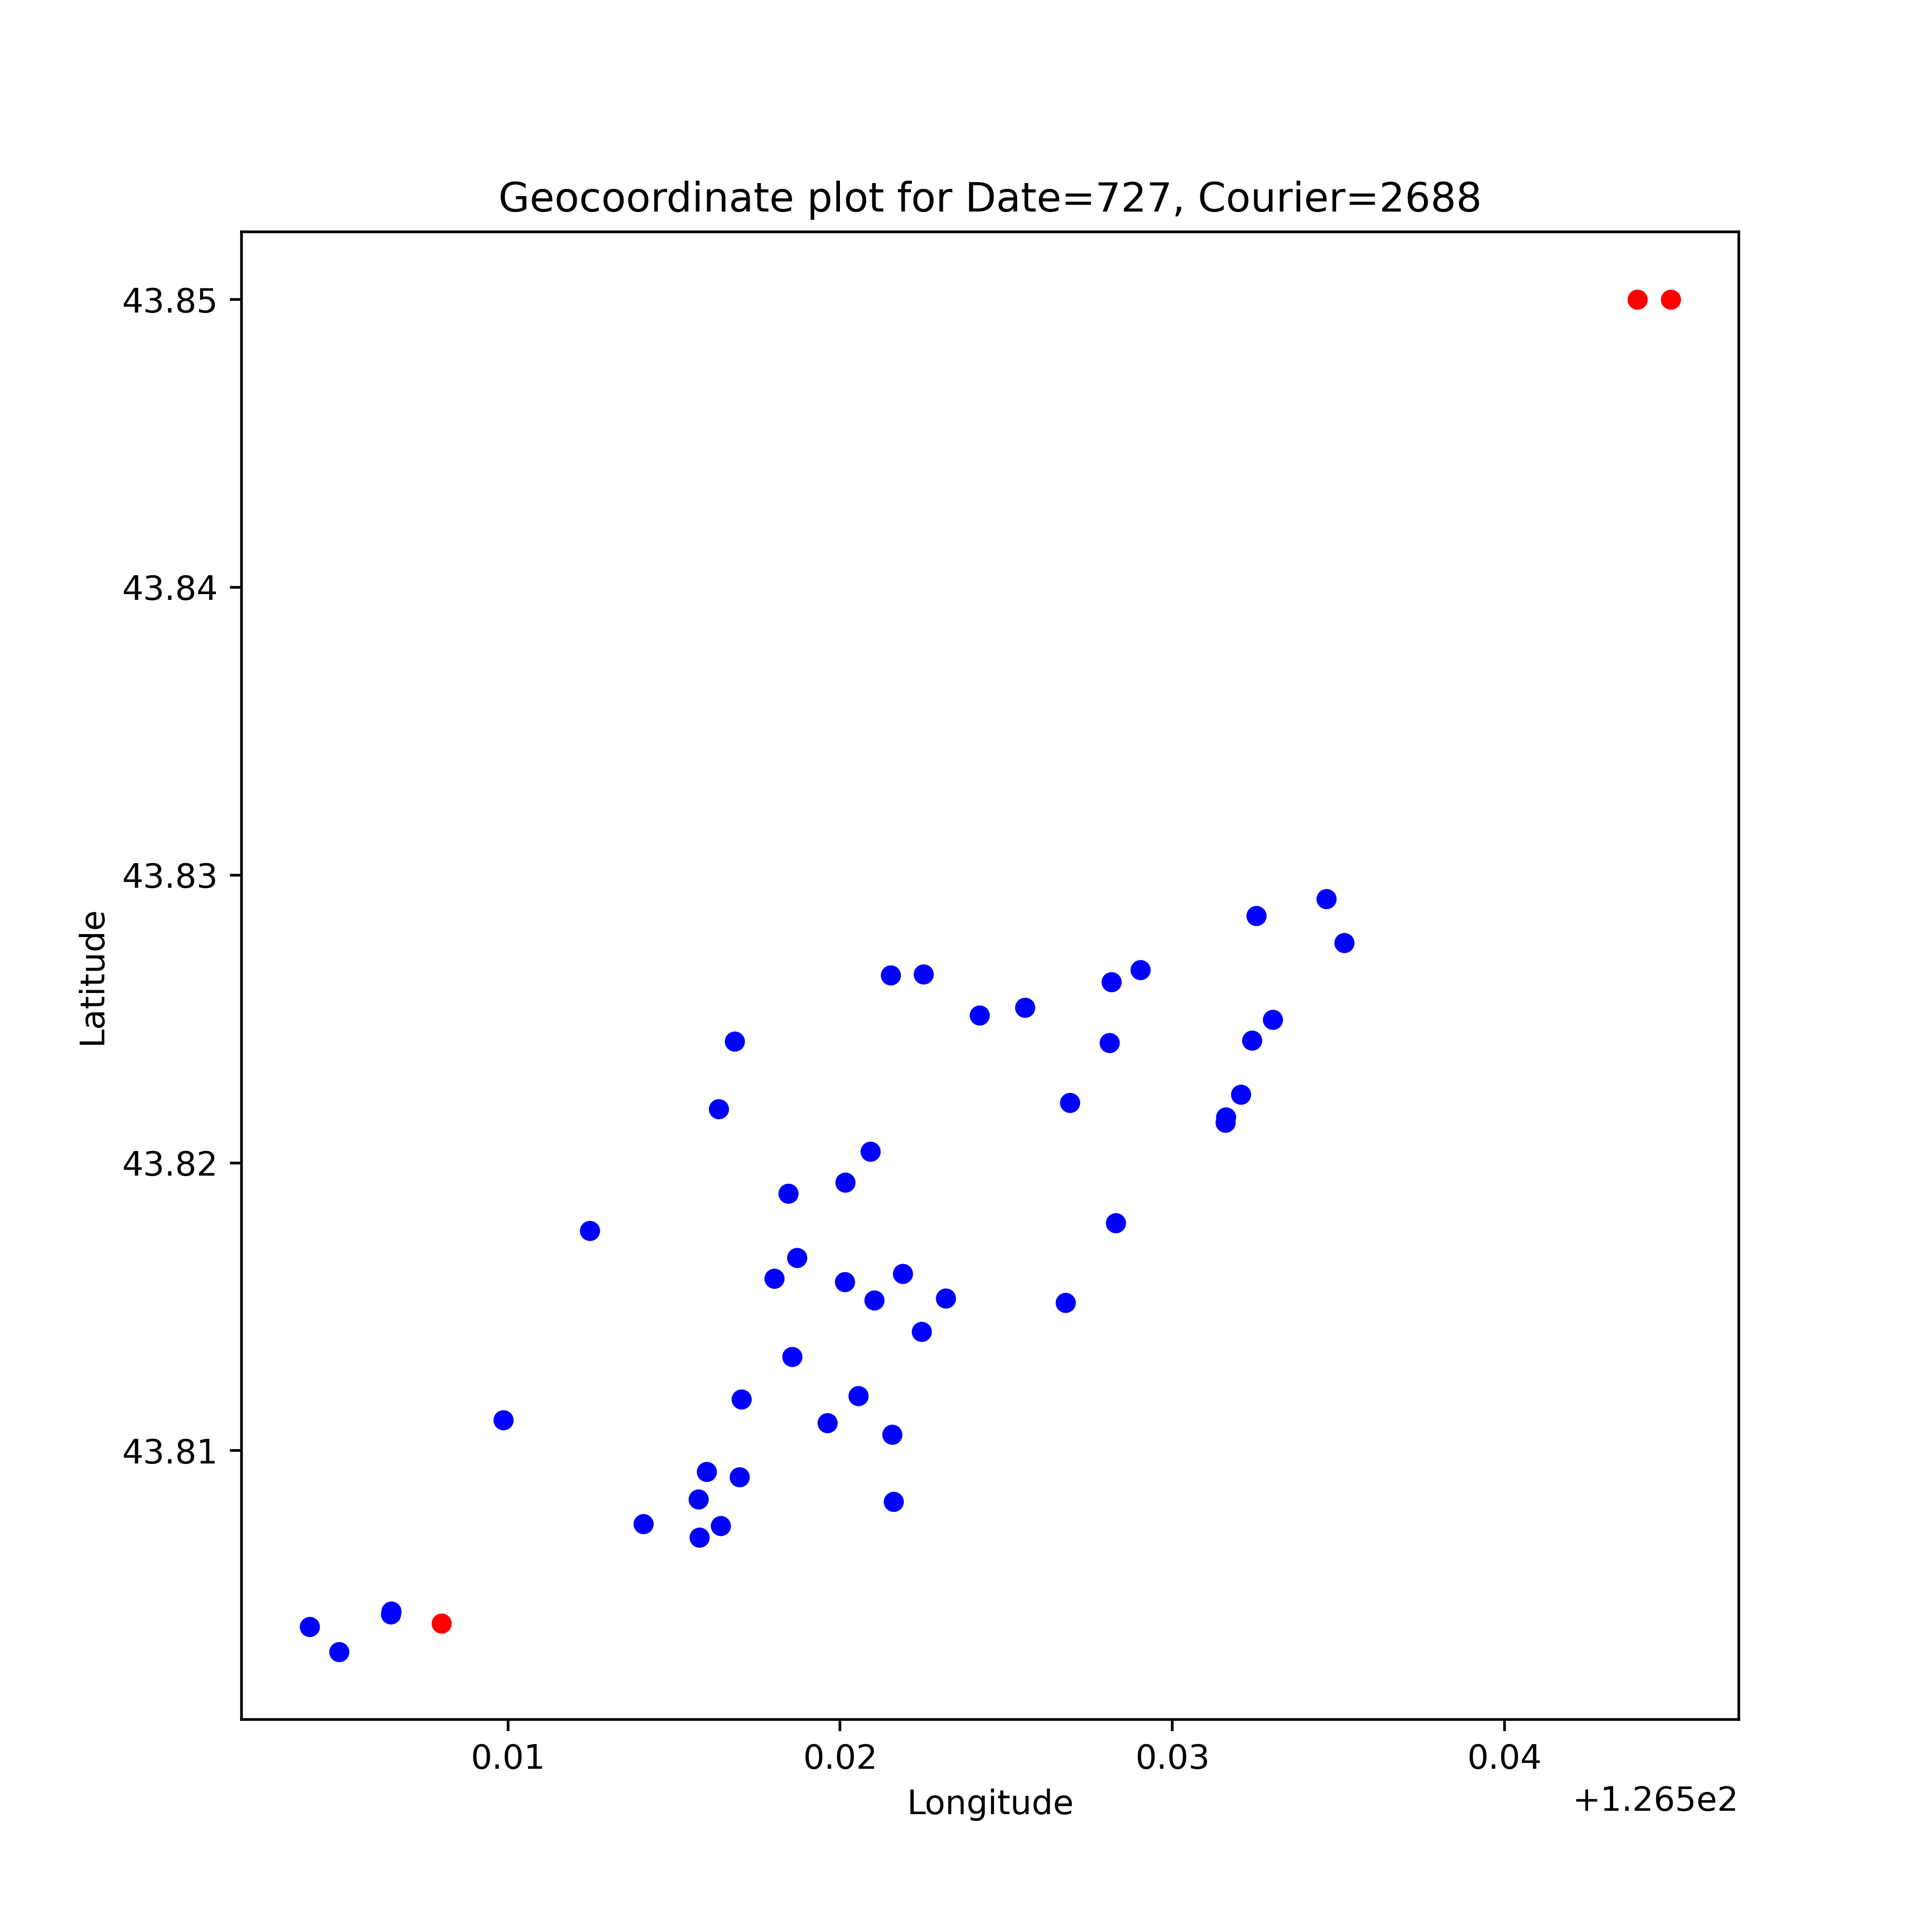 Geocoordinate plot for Date=727, Courier=2688
43.85
43.84
43.83
43.82
43.81
Latitude
0.01 0.02 0.03 0.04
+1.265e2
Longitude